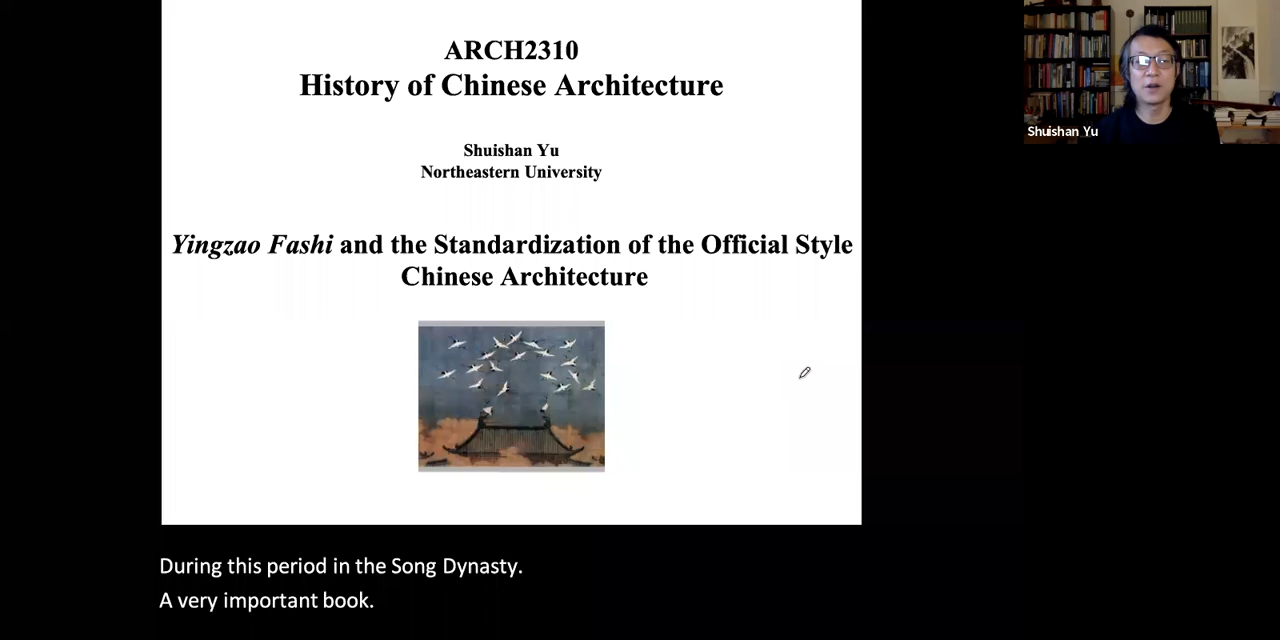 ARCH2310
History of Chinese Architecture
Shuishan Yu
Northeastern University
Yingzao Fashi and the Standardization of the Official Style
Chinese Architecture
Shuishan Yu
During this period in the Song Dynasty.
A very important book.